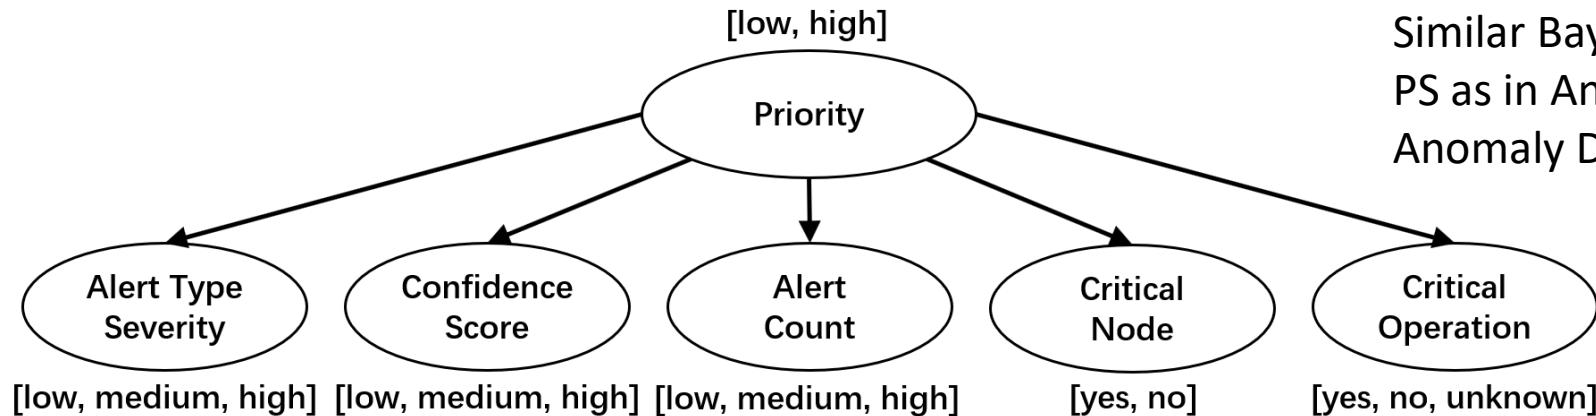 [low, high]
Priority
Similar Bay
PS as in An
Anomaly D
Alert Type
Severity
Confidence
Score
Alert
Count
Critical
Node
Critical
Operation
[low, medium, high] [low, medium, high] [low, medium, high] [yes, no] [yes, no, unknown]